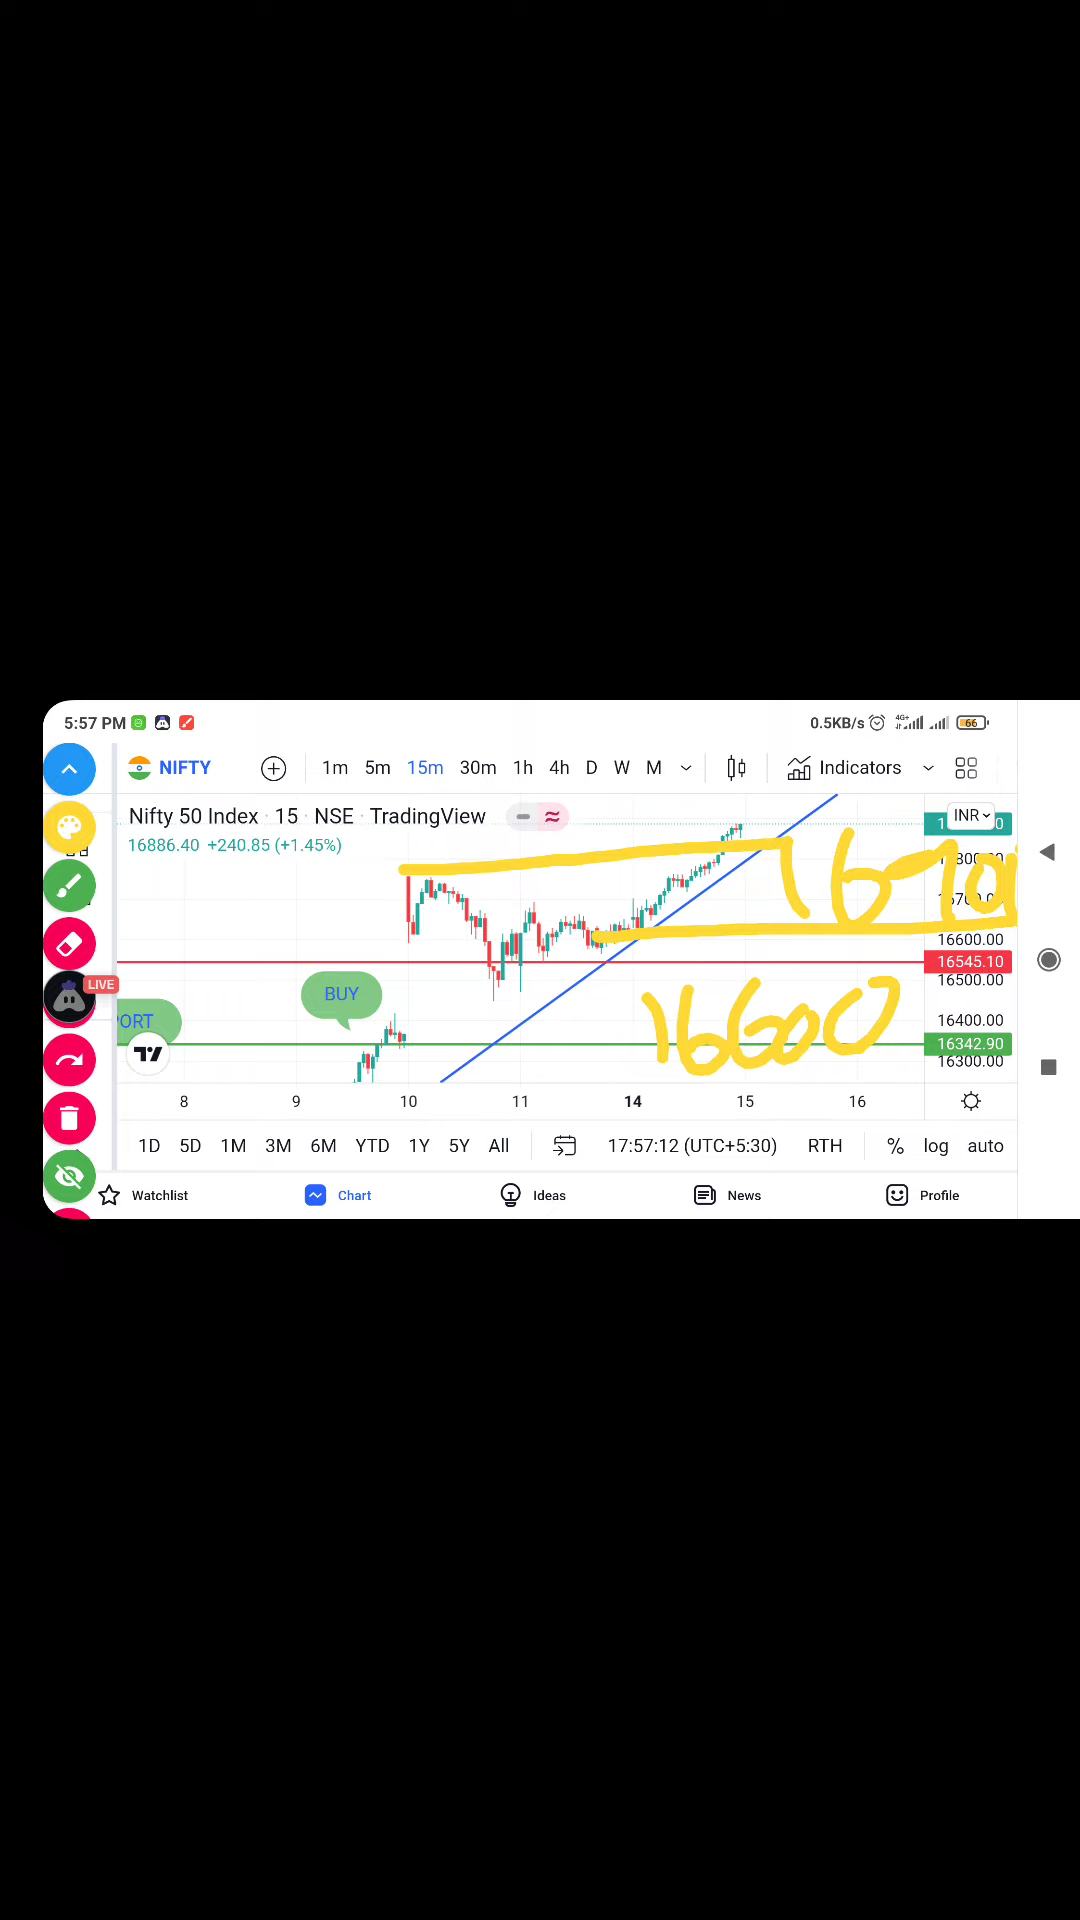 5:57 PM
0.5KB/s 4G+ 66
NIFTY 1m 5m 15m 30m 1h 4h D W M Indicators
Nifty 50 Index · 15 · NSE · TradingView
INR
16886.40 +240.85 (+1.45%)
16600.00
16545.10
16500.00
16400.00
16342.90
16300.00
LIVE
BUY
PORT
16600
8 9 10 11 14 15 16
1D 5D 1M 3M 6M YTD 1Y 5Y All 17:57:12 (UTC+5:30) RTH % log auto
Watchlist Chart Ideas News Profile